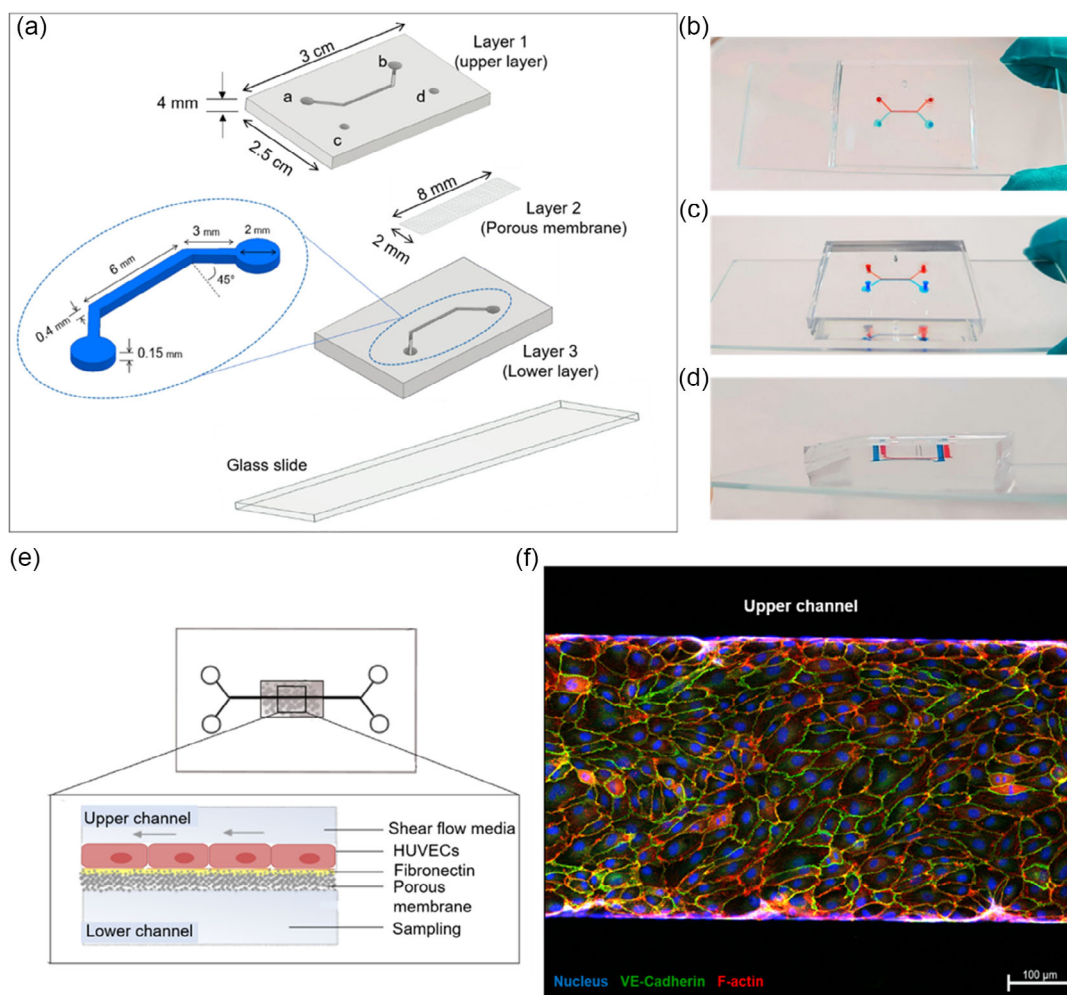 (a)
3 cm
Layer 1
(upper layer)
4 mm
a
b
c
d
2.5 cm
8 mm
Layer 2
(Porous membrane)
2 mm
3 mm
2 mm
6 mm
45°
0.4 mm
0.15 mm
Layer 3
(Lower layer)
Glass slide
(b)
(c)
(d)
(e)
Upper channel
Shear flow media
HUVECs
Fibronectin
Porous
membrane
Lower channel
Sampling
(f)
Upper channel
Nucleus VE-Cadherin F-actin
100 µm